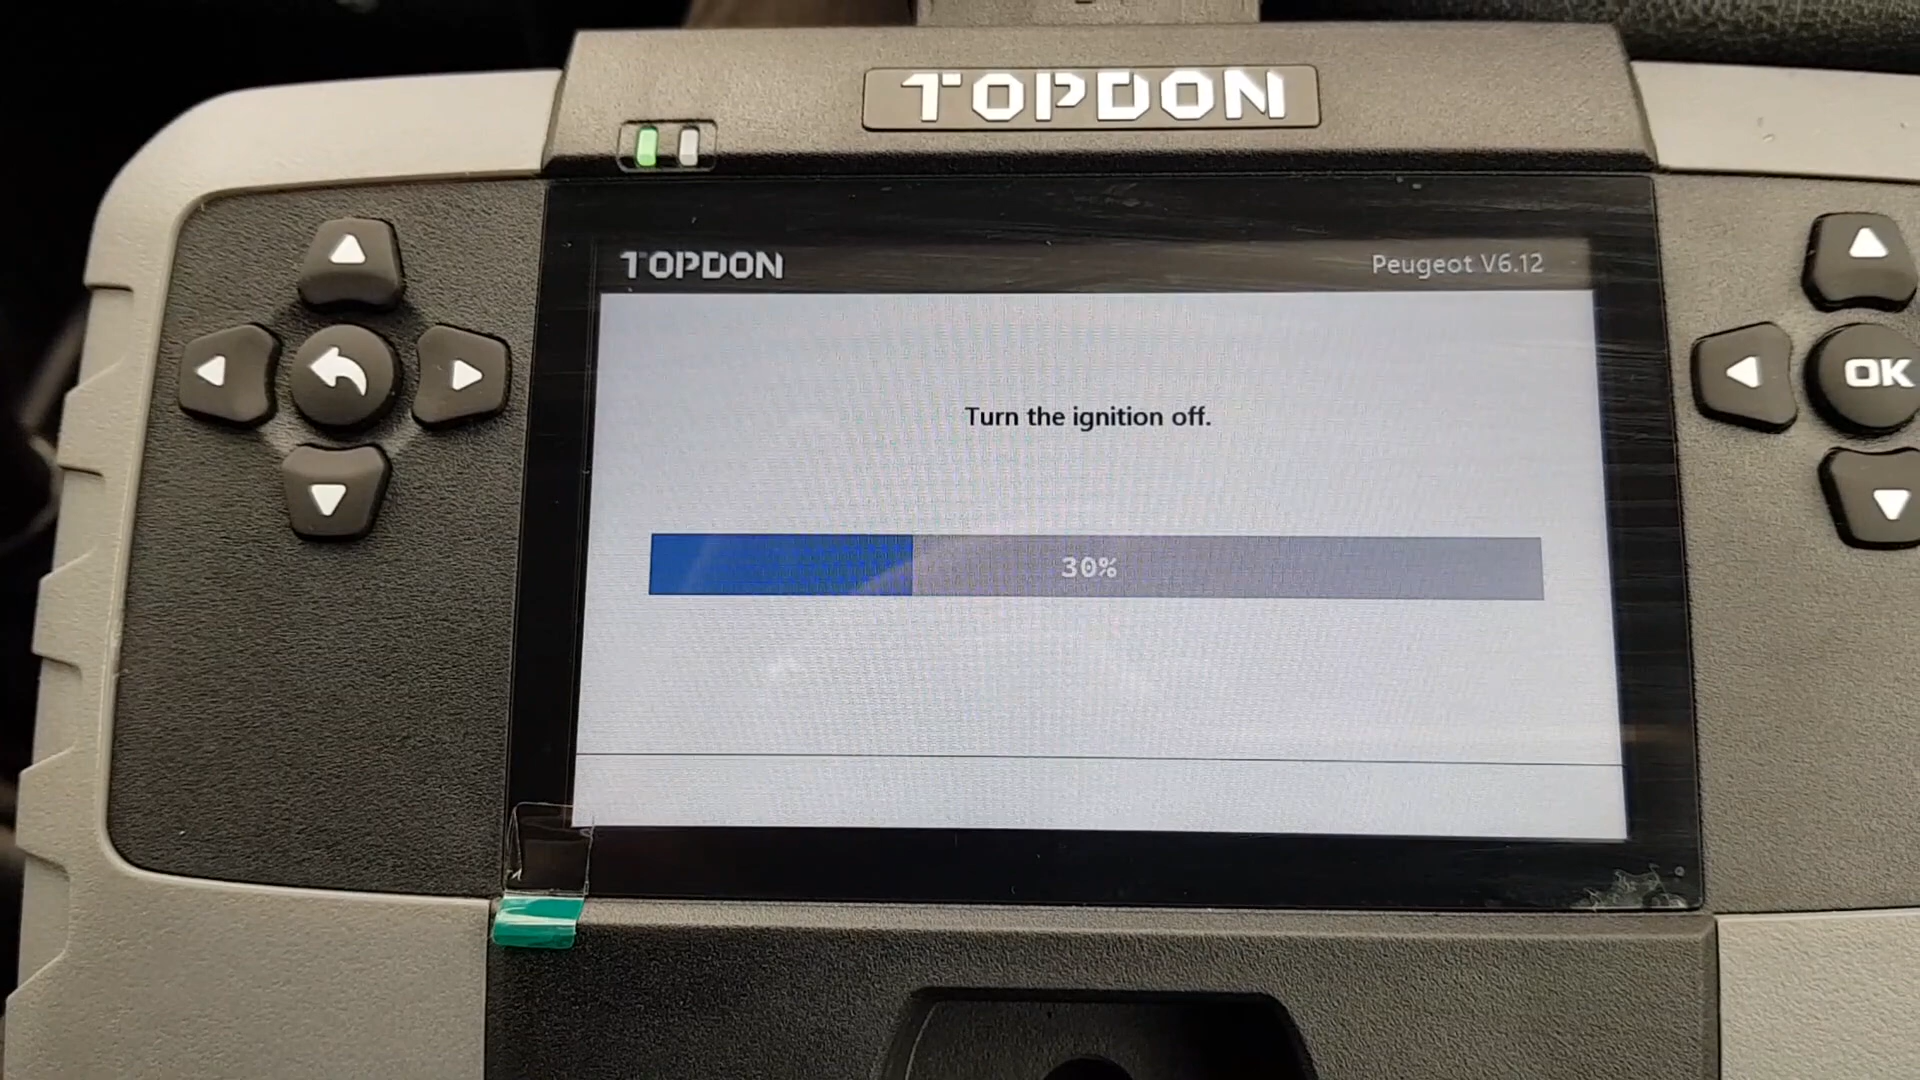 TOPDON
TOPDON
Peugeot V6.12
Turn the ignition off.
30%
OK